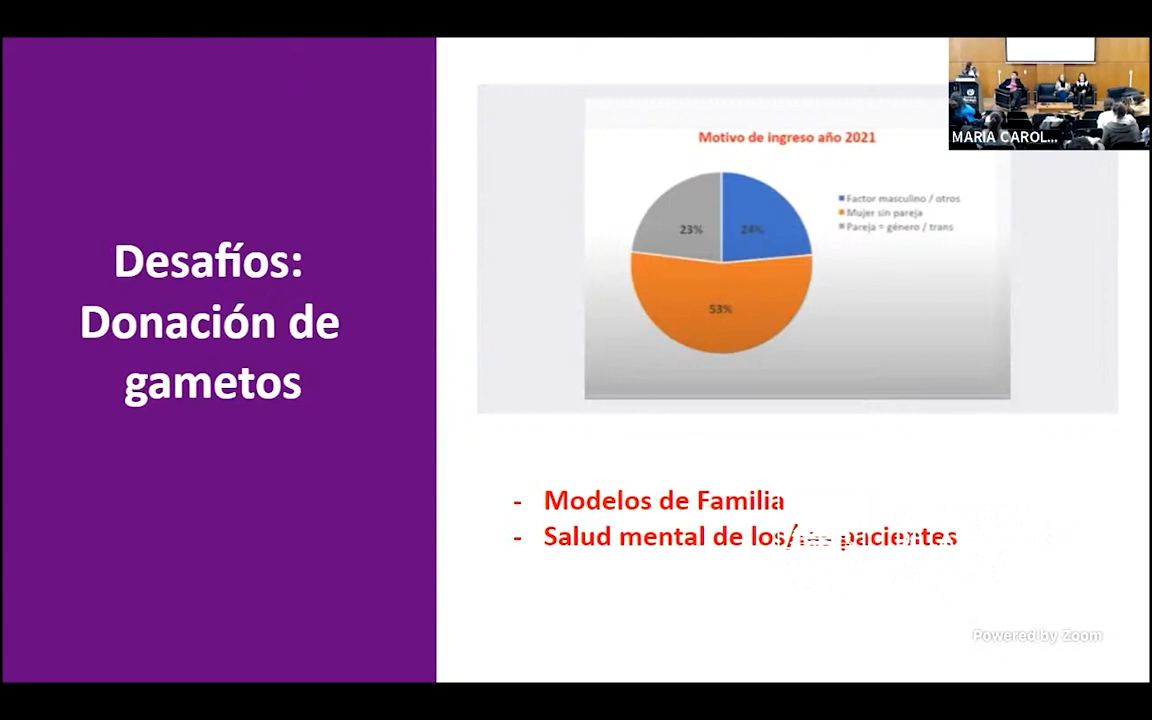 Desafíos:
Donación de
gametos
Motivo de ingreso año 2021
23%
24%
53%
Factor masculino / otros
Mujer sin pareja
Pareja = género / trans
- Modelos de Familia
- Salud mental de los/ pacientes
MARIA CAROL...
Powered by Zoom